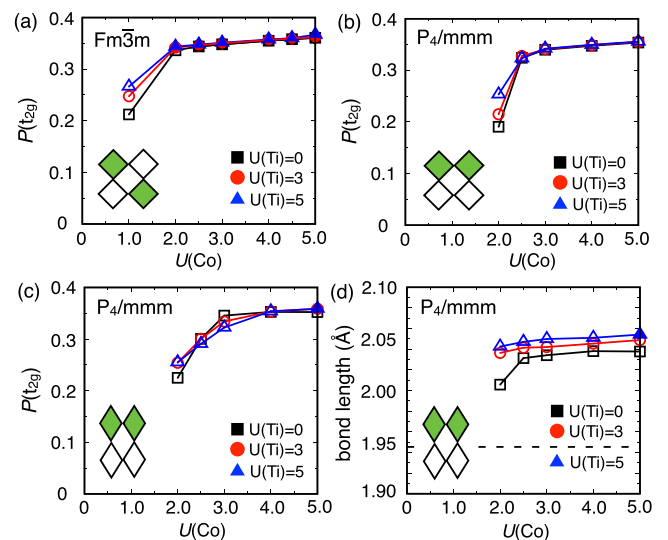 (a)
Fm3̅m
P(t2g)
0.4
0.3
0.2
0.1
0
U(Ti)=0
U(Ti)=3
U(Ti)=5
0 1.0 2.0 3.0 4.0 5.0
U(Co)
(b)
P4/mmm
P(t2g)
0.4
0.3
0.2
0.1
0
U(Ti)=0
U(Ti)=3
U(Ti)=5
0 1.0 2.0 3.0 4.0 5.0
U(Co)
(c)
P4/mmm
P(t2g)
0.4
0.3
0.2
0.1
0
U(Ti)=0
U(Ti)=3
U(Ti)=5
0 1.0 2.0 3.0 4.0 5.0
U(Co)
(d)
P4/mmm
bond length (Å)
2.10
2.05
2.00
1.95
1.90
U(Ti)=0
U(Ti)=3
U(Ti)=5
0 1.0 2.0 3.0 4.0 5.0
U(Co)